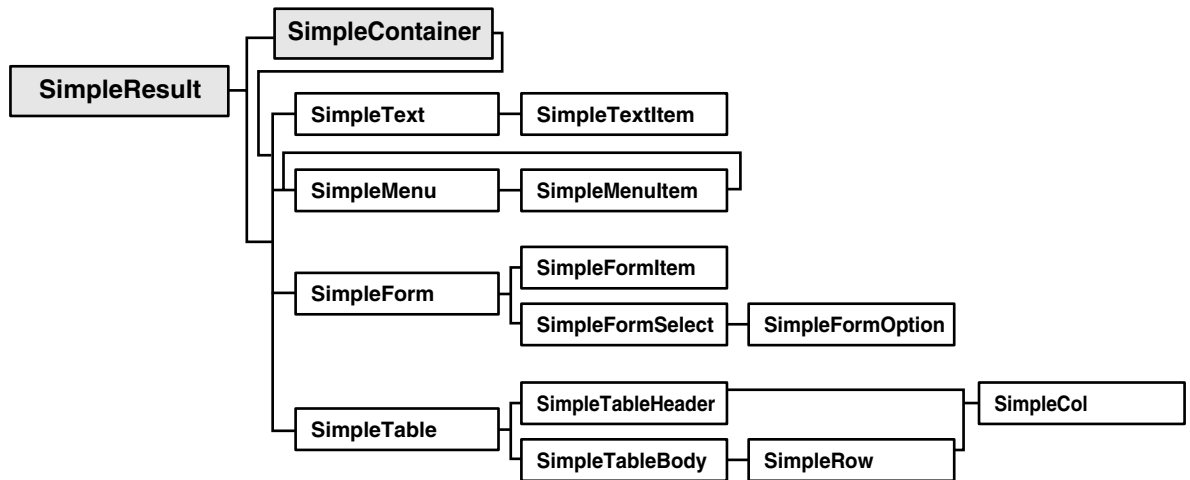 SimpleContainer
SimpleResult
SimpleText
SimpleTextItem
SimpleMenu
SimpleMenuItem
SimpleFormItem
SimpleForm
SimpleFormSelect
SimpleFormOption
SimpleTableHeader
SimpleCol
SimpleTable
SimpleTableBody
SimpleRow